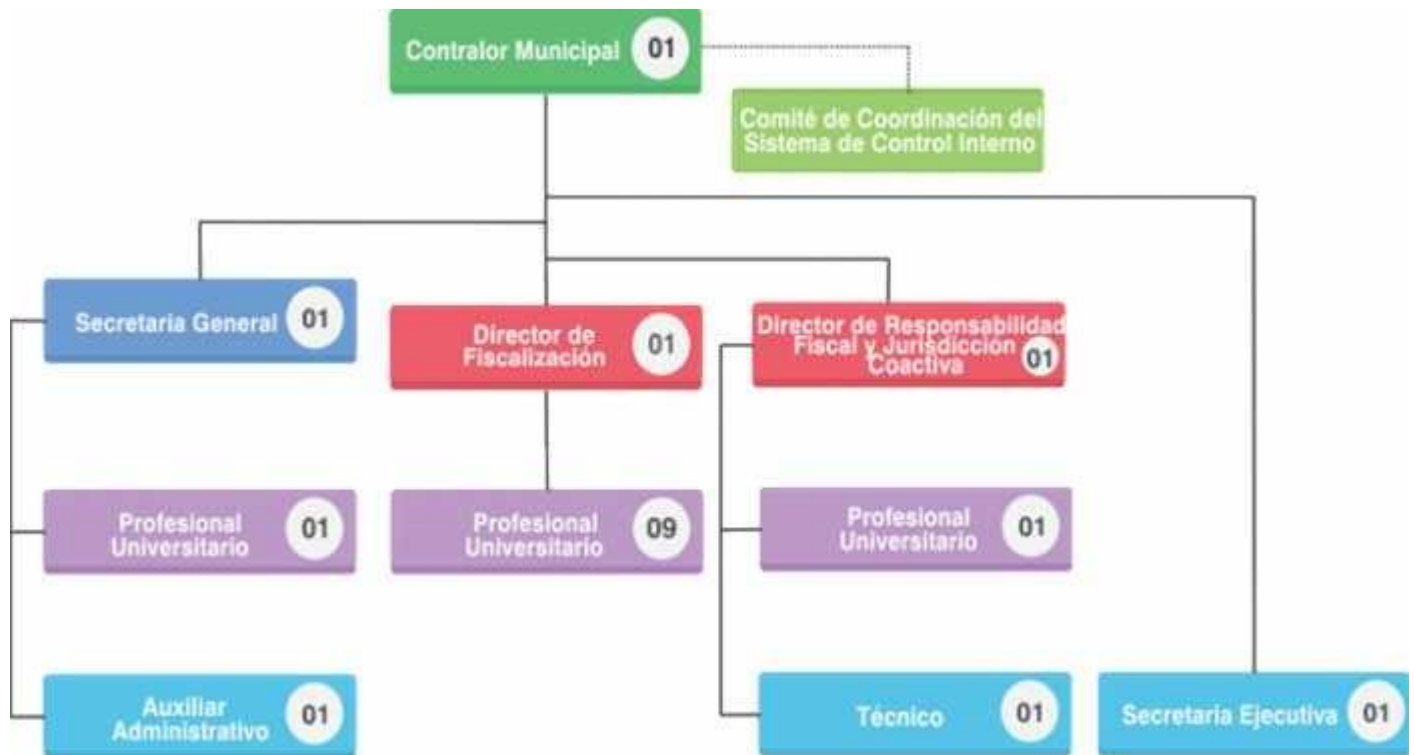 Contralor Municipal 01
Comité de Coordinación del
Sistema de Control Interno
Secretaria General 01
Director de
Fiscalización
01
Director de Responsabilidad
Fiscal y Jurisdicción
Coactiva
01
Profesional
Universitario
01
Profesional
Universitario
09
Profesional
Universitario
01
Auxiliar
Administrativo
01
Técnico 01
Secretaria Ejecutiva 01